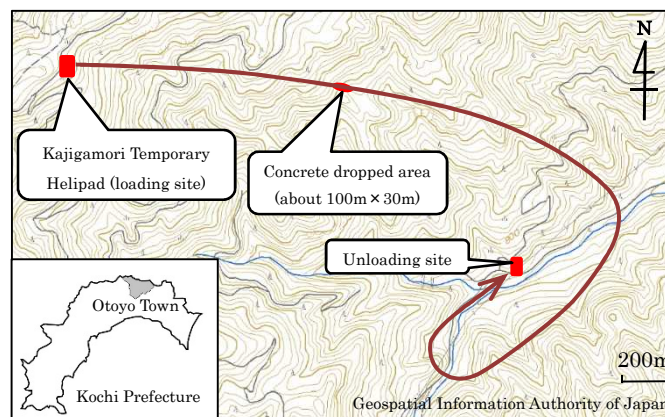 N
Kajigamori Temporary
Helipad (loading site)
Concrete dropped area
(about 100m×30m)
Unloading site
Otoyo Town
Kochi Prefecture
200m
Geospatial Information Authority of Japan